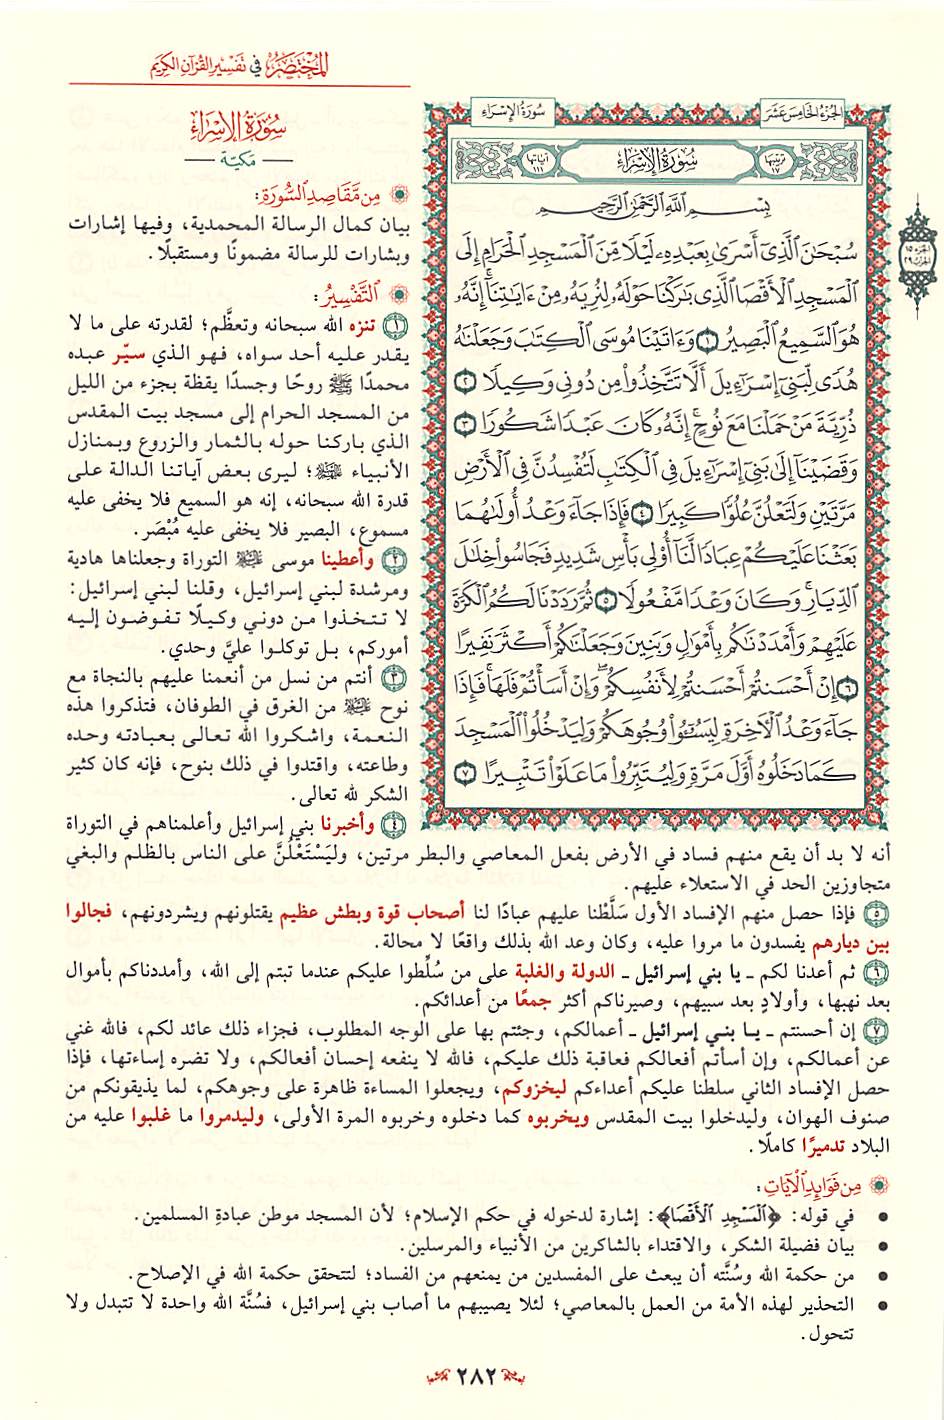 المختصر في تفسير القرآن الكريم
الجزء الخامس عشر
سورة الإسراء
ترتيبها ١٧
سورة الإسراء
آياتها ١١١
بِسْمِ ٱللَّهِ ٱلرَّحْمَٰنِ ٱلرَّحِيمِ
سُبْحَٰنَ ٱلَّذِىٓ أَسْرَىٰ بِعَبْدِهِۦ لَيْلًا مِّنَ ٱلْمَسْجِدِ ٱلْحَرَامِ إِلَى
ٱلْمَسْجِدِ ٱلْأَقْصَا ٱلَّذِى بَٰرَكْنَا حَوْلَهُۥ لِنُرِيَهُۥ مِنْ ءَايَٰتِنَآ ۚ إِنَّهُۥ
هُوَ ٱلسَّمِيعُ ٱلْبَصِيرُ ١ وَءَاتَيْنَا مُوسَى ٱلْكِتَٰبَ وَجَعَلْنَٰهُ
هُدًى لِّبَنِىٓ إِسْرَٰٓءِيلَ أَلَّا تَتَّخِذُوا۟ مِن دُونِى وَكِيلًا ٢
ذُرِّيَّةَ مَنْ حَمَلْنَا مَعَ نُوحٍ ۚ إِنَّهُۥ كَانَ عَبْدًا شَكُورًا ٣
وَقَضَيْنَآ إِلَىٰ بَنِىٓ إِسْرَٰٓءِيلَ فِى ٱلْكِتَٰبِ لَتُفْسِدُنَّ فِى ٱلْأَرْضِ
مَرَّتَيْنِ وَلَتَعْلُنَّ عُلُوًّا كَبِيرًا ٤ فَإِذَا جَآءَ وَعْدُ أُولَىٰهُمَا
بَعَثْنَا عَلَيْكُمْ عِبَادًا لَّنَآ أُو۟لِى بَأْسٍ شَدِيدٍ فَجَاسُوا۟ خِلَٰلَ
ٱلدِّيَارِ ۚ وَكَانَ وَعْدًا مَّفْعُولًا ٥ ثُمَّ رَدَدْنَا لَكُمُ ٱلْكَرَّةَ
عَلَيْهِمْ وَأَمْدَدْنَٰكُم بِأَمْوَٰلٍ وَبَنِينَ وَجَعَلْنَٰكُمْ أَكْثَرَ نَفِيرًا
٦ إِنْ أَحْسَنتُمْ أَحْسَنتُمْ لِأَنفُسِكُمْ ۖ وَإِنْ أَسَأْتُمْ فَلَهَا ۚ فَإِذَا
جَآءَ وَعْدُ ٱلْءَاخِرَةِ لِيَسُۥٓـُٔوا۟ وُجُوهَكُمْ وَلِيَدْخُلُوا۟ ٱلْمَسْجِدَ
كَمَا دَخَلُوهُ أَوَّلَ مَرَّةٍ وَلِيُتَبِّرُوا۟ مَا عَلَوْا۟ تَتْبِيرًا ٧
الجزء ١٥
الحزب ٢٩
سورة الإسراء
مكية
من مقاصد السورة:
بيان كمال الرسالة المحمدية، وفيها إشارات
وبشارات للرسالة مضمونًا ومستقبلًا.
التفسير:
١ تنزه الله سبحانه وتعظَّم؛ لقدرته على ما لا
يقدر عليه أحد سواه، فهو الذي سيّر عبده
محمدًا ﷺ روحًا وجسدًا يقظة بجزء من الليل
من المسجد الحرام إلى مسجد بيت المقدس
الذي باركنا حوله بالثمار والزروع وبمنازل
الأنبياء عليهم السلام؛ ليرى بعض آياتنا الدالة على
قدرة الله سبحانه، إنه هو السميع فلا يخفى عليه
مسموع، البصير فلا يخفى عليه مُبْصَر.
٢ وأعطينا موسى عليه السلام التوراة وجعلناها هادية
ومرشدة لبني إسرائيل، وقلنا لبني إسرائيل:
لا تتخذوا من دوني وكيلًا تفوضون إليه
أموركم، بل توكلوا عليَّ وحدي.
٣ أنتم من نسل من أنعمنا عليهم بالنجاة مع
نوح عليه السلام من الغرق في الطوفان، فتذكروا هذه
النعمة، واشكروا الله تعالى بعبادته وحده
وطاعته، واقتدوا في ذلك بنوح، فإنه كان كثير
الشكر لله تعالى.
٤ وأخبرنا بني إسرائيل وأعلمناهم في التوراة
أنه لا بد أن يقع منهم فساد في الأرض بفعل المعاصي والبطر مرتين، وليَسْتَعْلُنَّ على الناس بالظلم والبغي
متجاوزين الحد في الاستعلاء عليهم.
٥ فإذا حصل منهم الإفساد الأول سَلَّطْنا عليهم عبادًا لنا أصحاب قوة وبطش عظيم يقتلونهم ويشردونهم، فجالوا
بين ديارهم يفسدون ما مروا عليه، وكان وعد الله بذلك واقعًا لا محالة.
٦ ثم أعدنا لكم ـ يا بني إسرائيل ـ الدولة والغلبة على من سُلِّطوا عليكم عندما تبتم إلى الله، وأمددناكم بأموال
بعد نهبها، وأولادٍ بعد سبيهم، وصيرناكم أكثر جمعًا من أعدائكم.
٧ إن أحسنتم ـ يا بني إسرائيل ـ أعمالكم، وجئتم بها على الوجه المطلوب، فجزاء ذلك عائد لكم، فالله غني
عن أعمالكم، وإن أسأتم أفعالكم فعاقبة ذلك عليكم، فالله لا ينفعه إحسان أفعالكم، ولا تضره إساءتها، فإذا
حصل الإفساد الثاني سلطنا عليكم أعداءكم ليخزوكم، ويجعلوا المساءة ظاهرة على وجوهكم، لما يذيقونكم من
صنوف الهوان، وليدخلوا بيت المقدس ويخربوه كما دخلوه وخربوه المرة الأولى، وليدمروا ما غلبوا عليه من
البلاد تدميرًا كاملًا.
من فوائد الآيات:
• في قوله: ﴿ٱلْمَسْجِدِ ٱلْأَقْصَا﴾: إشارة لدخوله في حكم الإسلام؛ لأن المسجد موطن عبادةِ المسلمين.
• بيان فضيلة الشكر، والاقتداء بالشاكرين من الأنبياء والمرسلين.
• من حكمة الله وسُنَّته أن يبعث على المفسدين من يمنعهم من الفساد؛ لتتحقق حكمة الله في الإصلاح.
• التحذير لهذه الأمة من العمل بالمعاصي؛ لئلا يصيبهم ما أصاب بني إسرائيل، فسُنَّة الله واحدة لا تتبدل ولا
تتحول.
٢٨٢